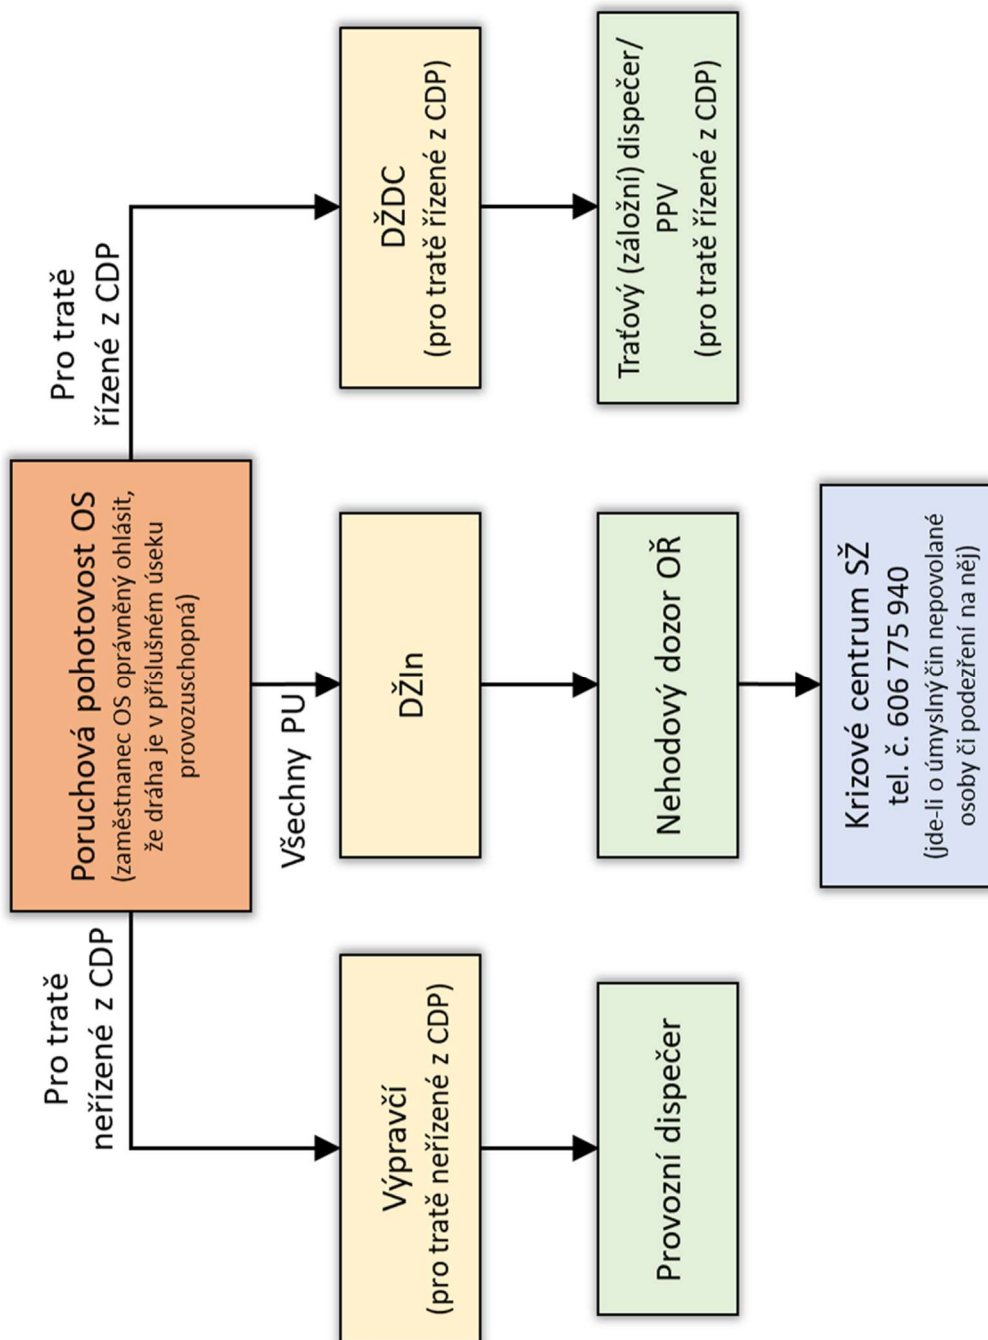 Poruchová pohotovost OS
(zaměstnanec OS oprávněný ohlásit,
že dráha je v příslušném úseku
provozuschopná)
Pro tratě
neřízené z CDP
Všechny PU
Pro tratě
řízené z CDP
Výpravčí
(pro tratě neřízené z CDP)
DŽIn
DŽDC
(pro tratě řízené z CDP)
Provozní dispečer
Nehodový dozor OŘ
Traťový (záložní) dispečer/
PPV
(pro tratě řízené z CDP)
Krizové centrum SŽ
tel. č. 606 775 940
(jde-li o úmyslný čin nepovolané
osoby či podezření na něj)